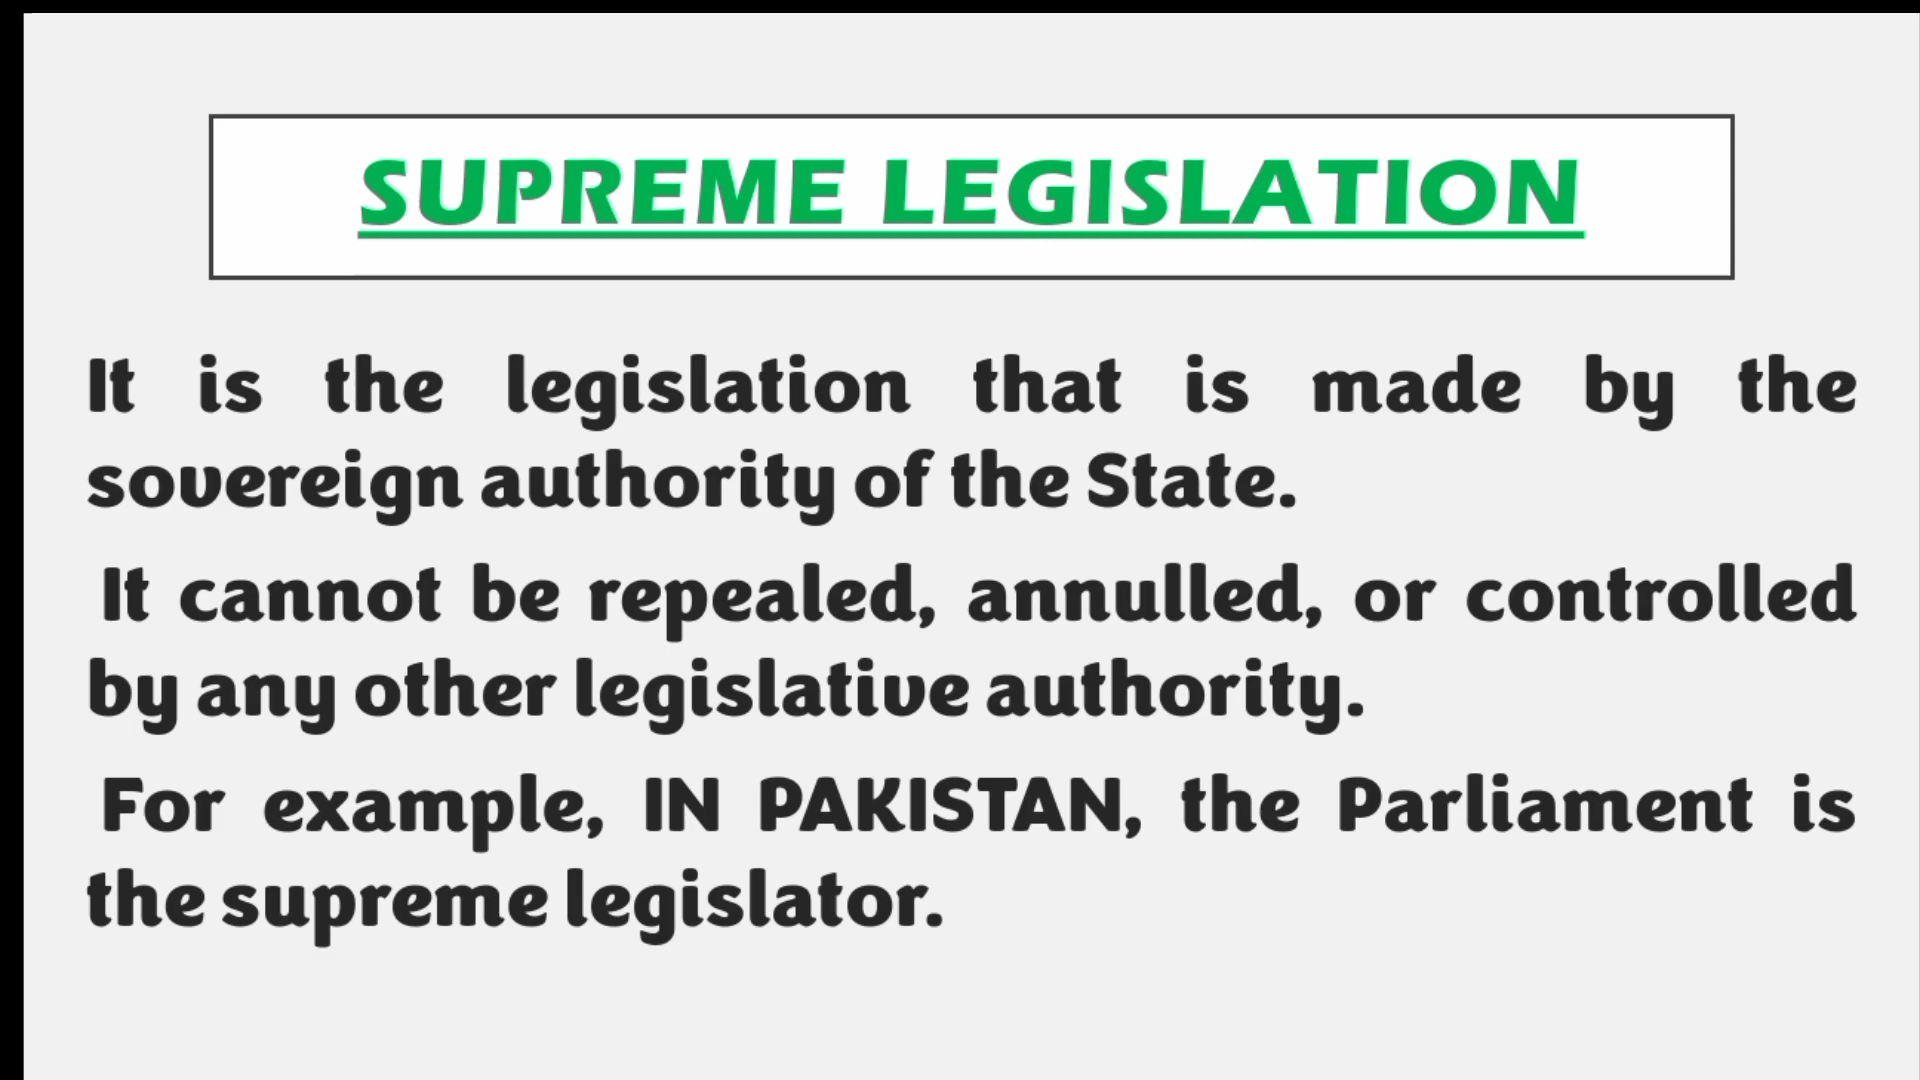 SUPREME LEGISLATION
It is the legislation that is made by the
sovereign authority of the State.
It cannot be repealed, annulled, or controlled
by any other legislative authority.
For example, IN PAKISTAN, the Parliament is
the supreme legislator.